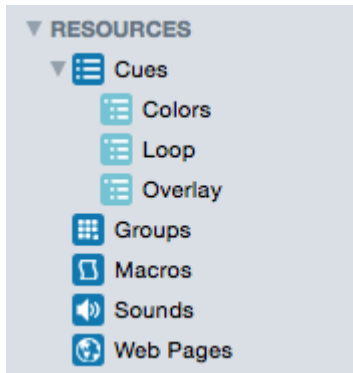 RESOURCES
Cues
Colors
Loop
Overlay
Groups
Macros
Sounds
Web Pages